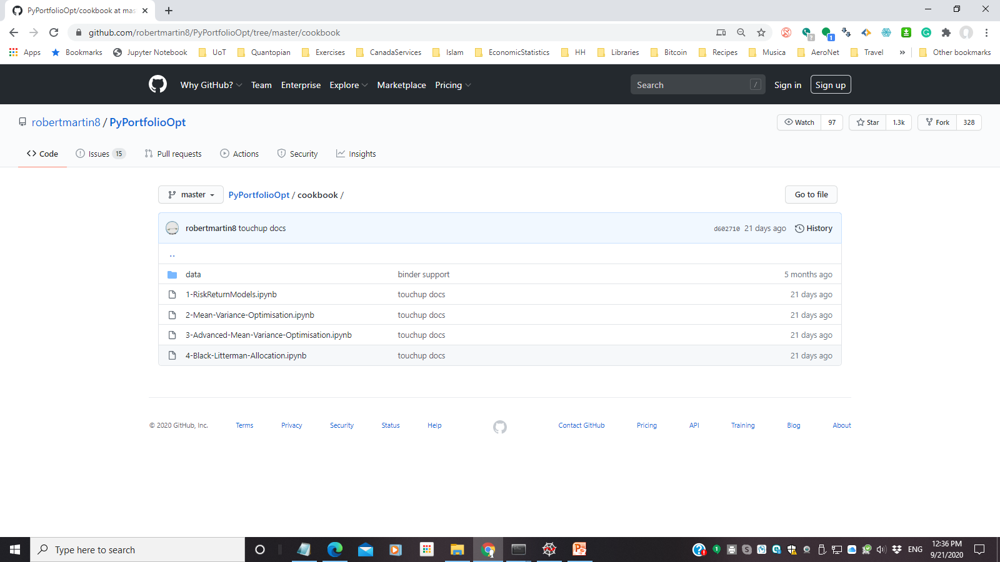 PyPortfolioOpt/cookbook at mas
github.com/robertmartin8/PyPortfolioOpt/tree/master/cookbook
? 1
Apps Bookmarks Jupyter Notebook UoT Quantopian Exercises CanadaServices Islam EconomicStatistics HH Libraries Bitcoin Recipes Musica AeroNet Travel » Other bookmarks
Why GitHub? Team Enterprise Explore Marketplace Pricing Search / Sign in Sign up
robertmartin8 / PyPortfolioOpt Watch 97 Star 1.3k Fork 328
Code Issues 15 Pull requests Actions Security Insights
master PyPortfolioOpt / cookbook / Go to file
robertmartin8 touchup docs d602710 21 days ago History
..
data binder support 5 months ago
1-RiskReturnModels.ipynb touchup docs 21 days ago
2-Mean-Variance-Optimisation.ipynb touchup docs 21 days ago
3-Advanced-Mean-Variance-Optimisation.ipynb touchup docs 21 days ago
4-Black-Litterman-Allocation.ipynb touchup docs 21 days ago
© 2020 GitHub, Inc. Terms Privacy Security Status Help Contact GitHub Pricing API Training Blog About
Type here to search ENG 12:36 PM
9/21/2020